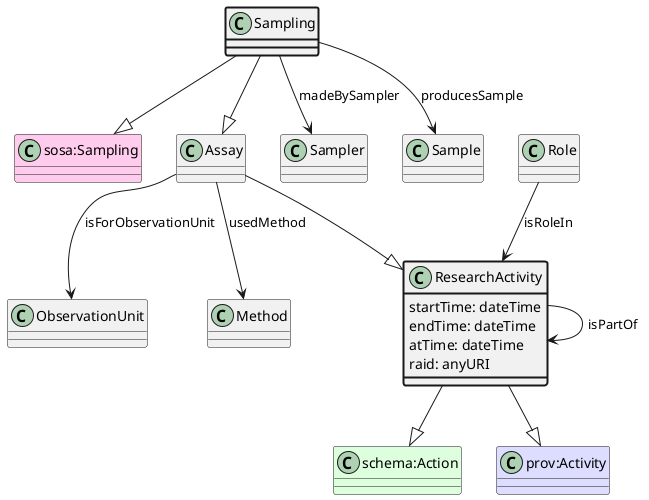 C Sampling
madeBySampler
producesSample
C sosa:Sampling
C Assay
C Sampler
C Sample
C Role
isForObservationUnit
usedMethod
isRoleIn
C ObservationUnit
C Method
C ResearchActivity
startTime: dateTime
endTime: dateTime
atTime: dateTime
raid: anyURI
isPartOf
C schema:Action
C prov:Activity